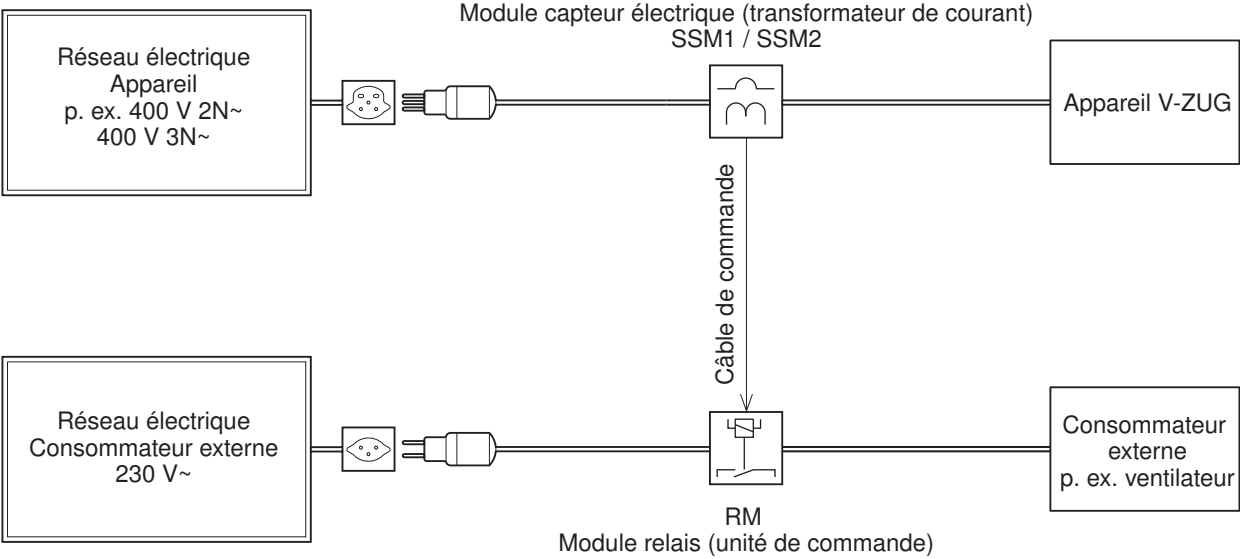 Module capteur électrique (transformateur de courant)
SSM1 / SSM2
Réseau électrique
Appareil
p. ex. 400 V 2N~
400 V 3N~
Appareil V-ZUG
Câble de commande
Réseau électrique
Consommateur externe
230 V~
Consommateur
externe
p. ex. ventilateur
RM
Module relais (unité de commande)